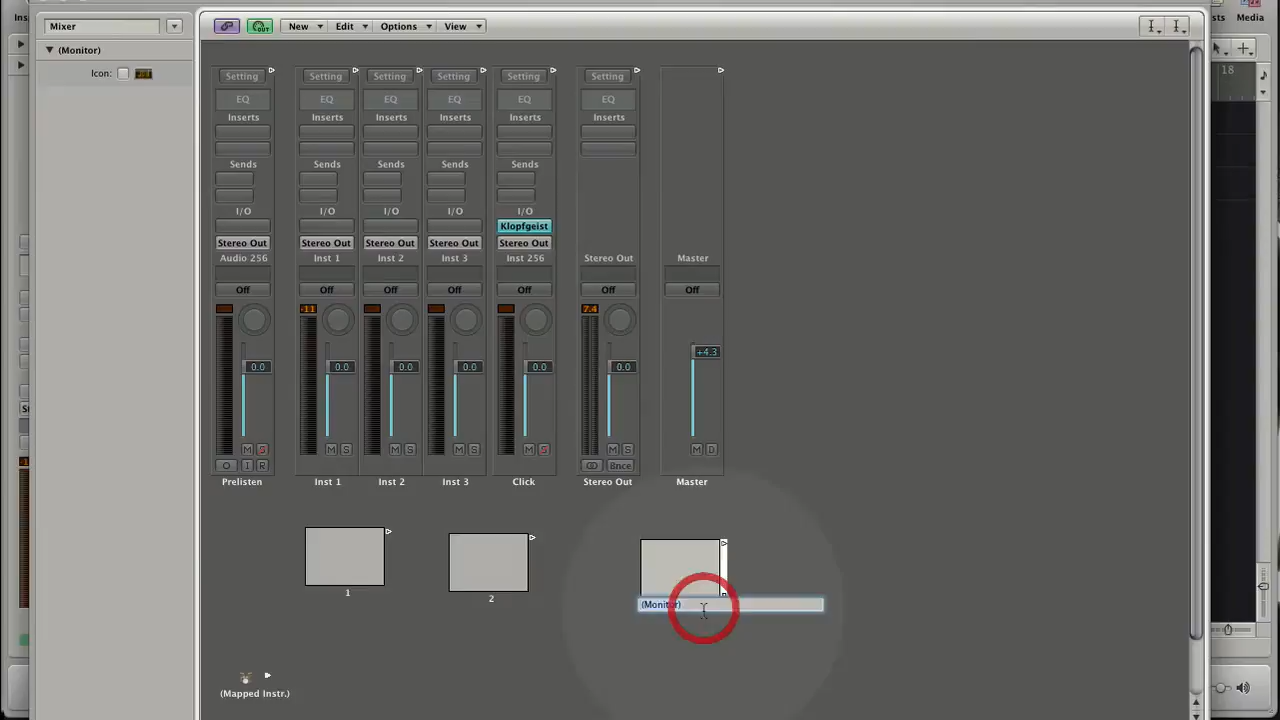 Mixer
(Monitor)
Icon:
New
Edit
Options
View
Media
18
Setting Setting Setting Setting Setting Setting
EQ EQ EQ EQ EQ EQ
Inserts Inserts Inserts Inserts Inserts Inserts
Sends Sends Sends Sends Sends
I/O I/O I/O I/O I/O
Klopfgeist
Stereo Out Stereo Out Stereo Out Stereo Out Stereo Out
Audio 256 Inst 1 Inst 2 Inst 3 Inst 256 Stereo Out Master
Off Off Off Off Off Off Off
-11 7.4
+4.3
0.0 0.0 0.0 0.0 0.0 0.0
M S M S M S M S M S M S M D
I R Bnce
Prelisten Inst 1 Inst 2 Inst 3 Click Stereo Out Master
1
2
(Monitor)
(Mapped Instr.)